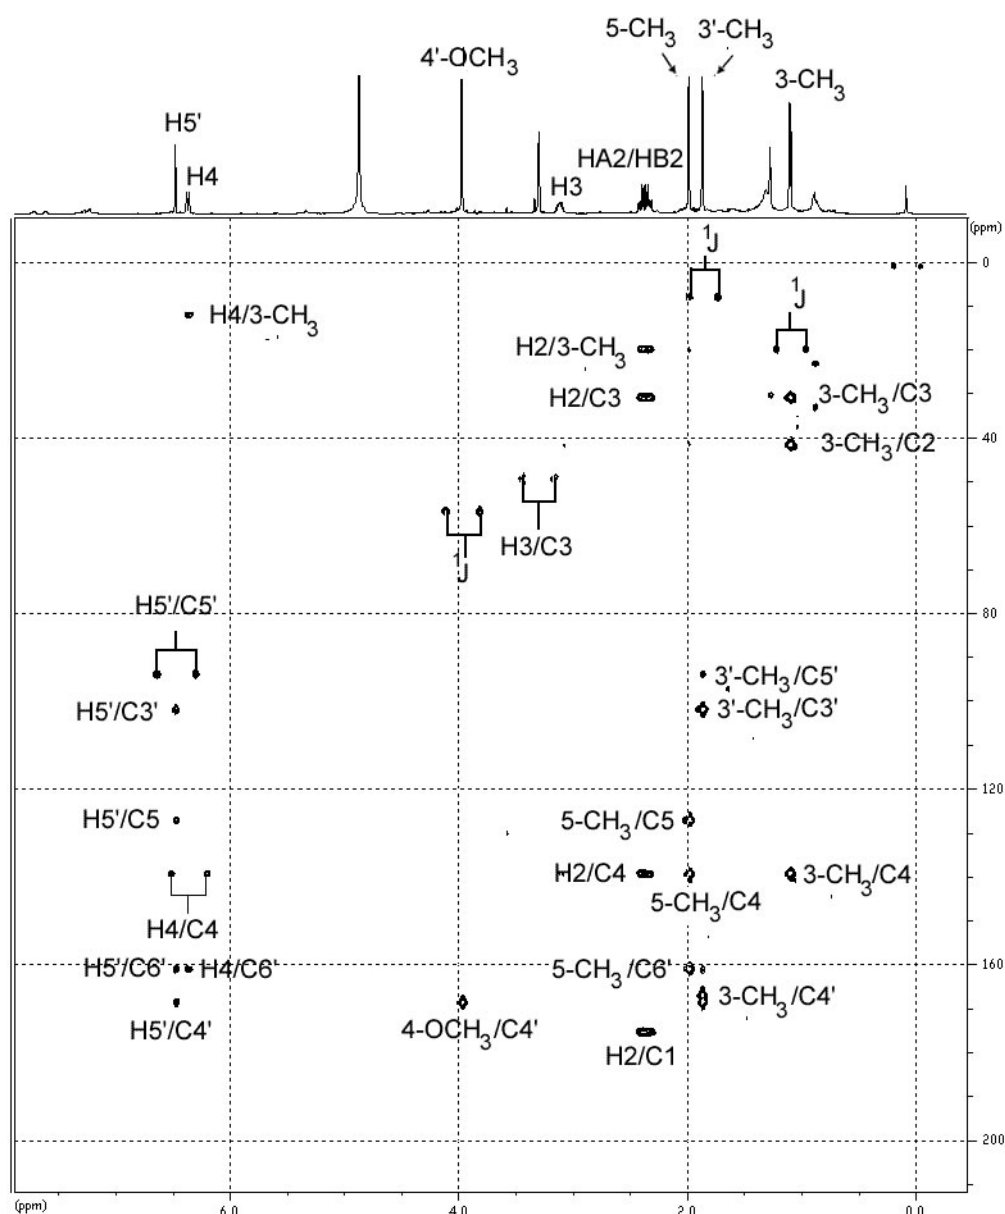 5-CH3 3'-CH3
4'-OCH3 3-CH3
H5'
HA2/HB2
H4 H3
(ppm)
1J
0
1J
H4/3-CH3
H2/3-CH3
H2/C3 3-CH3/C3
40
3-CH3/C2
H3/C3
1J
H5'/C5'
80
3'-CH3/C5'
H5'/C3' 3'-CH3/C3'
120
H5'/C5 5-CH3/C5
H2/C4 3-CH3/C4
5-CH3/C4
H4/C4
H5'/C6' H4/C6' 5-CH3/C6' 160
3-CH3/C4'
H5'/C4' 4-OCH3/C4'
H2/C1
200
(ppm) 6.0 4.0 2.0 0.0